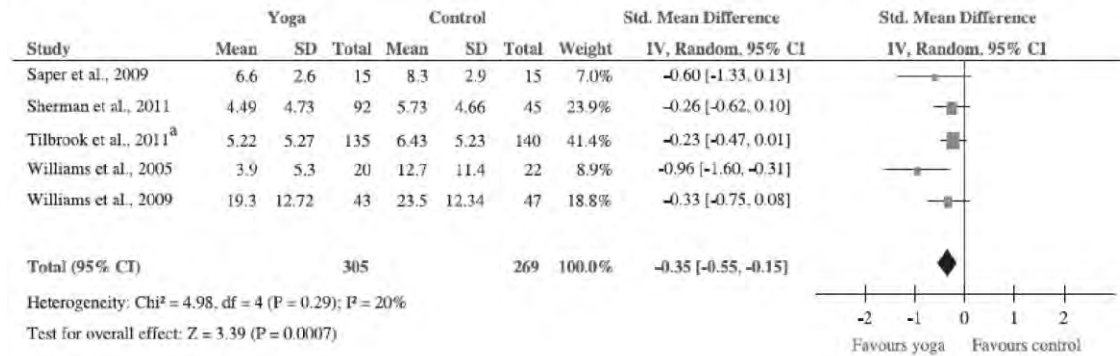 Yoga Control Std. Mean Difference Std. Mean Difference
Study Mean SD Total Mean SD Total Weight IV, Random, 95% CI IV, Random, 95% CI
Saper et al., 2009 6.6 2.6 15 8.3 2.9 15 7.0% -0.60 [-1.33, 0.13]
Sherman et al., 2011 4.49 4.73 92 5.73 4.66 45 23.9% -0.26 [-0.62, 0.10]
Tilbrook et al., 2011a 5.22 5.27 135 6.43 5.23 140 41.4% -0.23 [-0.47, 0.01]
Williams et al., 2005 3.9 5.3 20 12.7 11.4 22 8.9% -0.96 [-1.60, -0.31]
Williams et al., 2009 19.3 12.72 43 23.5 12.34 47 18.8% -0.33 [-0.75, 0.08]
Total (95% CI) 305 269 100.0% -0.35 [-0.55, -0.15]
Heterogeneity: Chi² = 4.98, df = 4 (P = 0.29); I² = 20%
Test for overall effect: Z = 3.39 (P = 0.0007)
-2 -1 0 1 2
Favours yoga Favours control